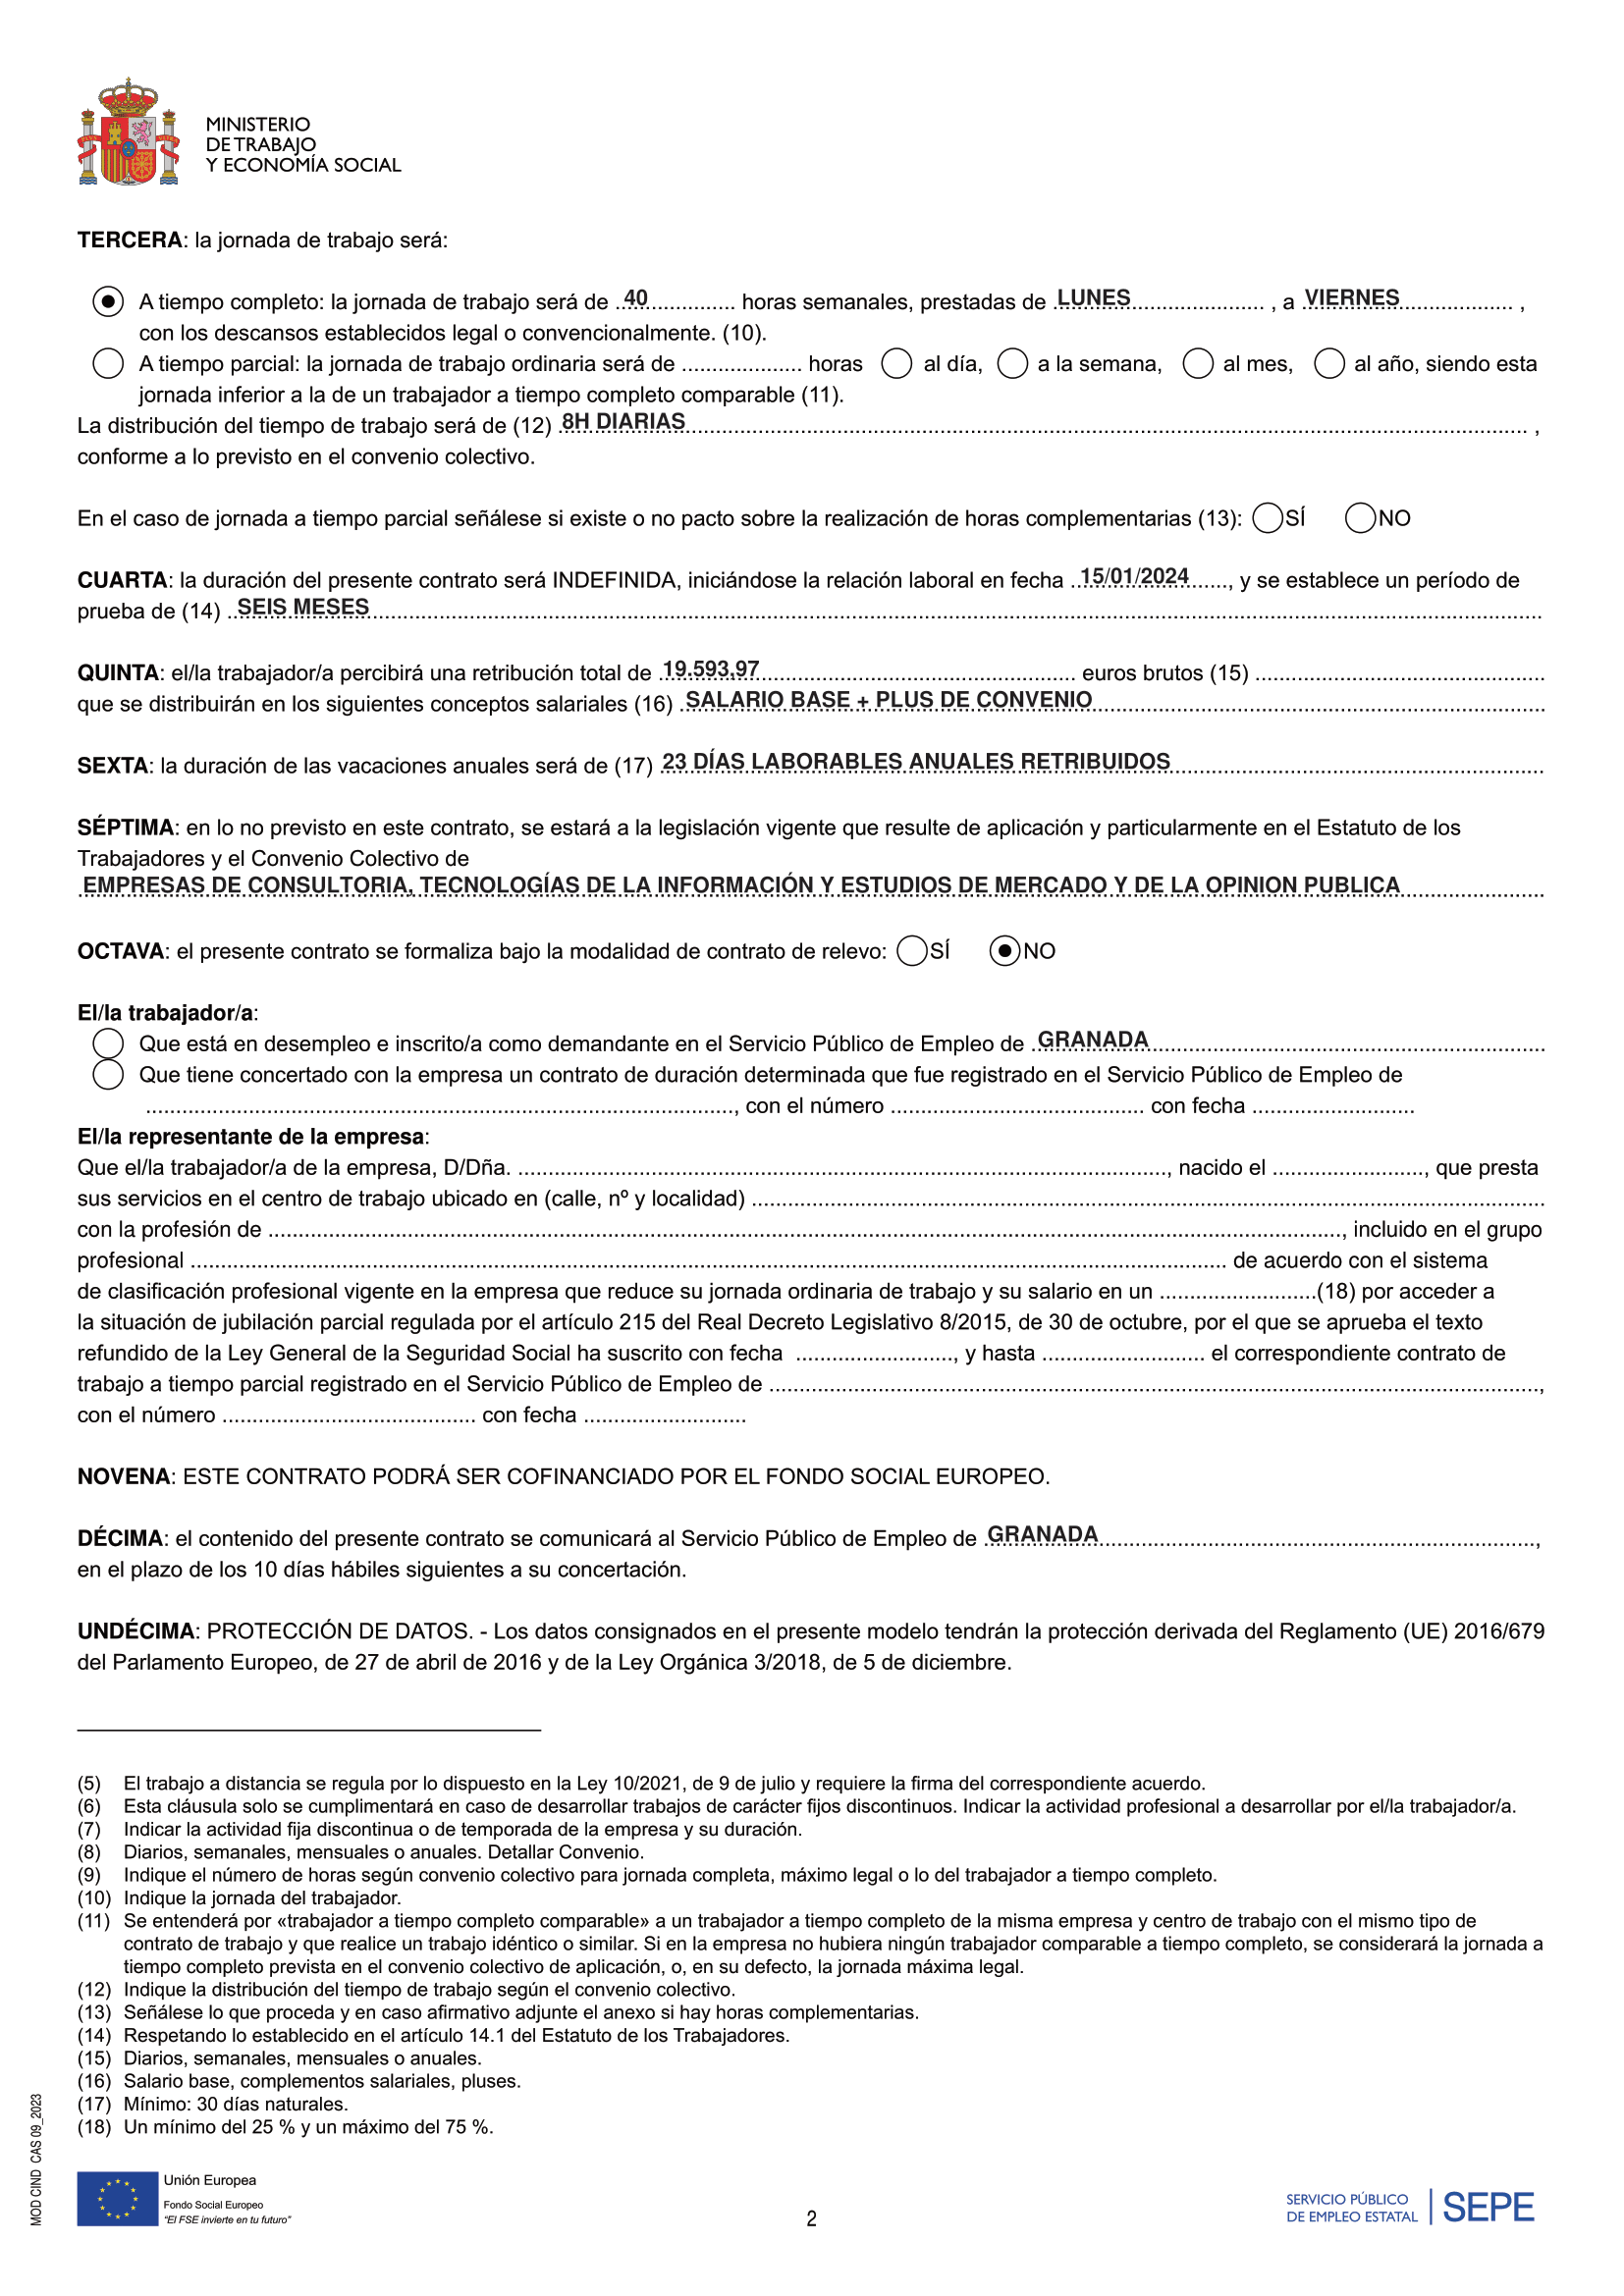 MINISTERIO
DE TRABAJO
Y ECONOMÍA SOCIAL
TERCERA: la jornada de trabajo será:
A tiempo completo: la jornada de trabajo será de ..40.............. horas semanales, prestadas de LUNES...................... , a VIERNES................... ,
con los descansos establecidos legal o convencionalmente. (10).
A tiempo parcial: la jornada de trabajo ordinaria será de .................... horas al día, a la semana, al mes, al año, siendo esta
jornada inferior a la de un trabajador a tiempo completo comparable (11).
La distribución del tiempo de trabajo será de (12) 8H DIARIAS.................... ,
conforme a lo previsto en el convenio colectivo.
En el caso de jornada a tiempo parcial señálese si existe o no pacto sobre la realización de horas complementarias (13): SÍ NO
CUARTA: la duración del presente contrato será INDEFINIDA, iniciándose la relación laboral en fecha ..15/01/2024......, y se establece un período de
prueba de (14) ..SEIS MESES....................
QUINTA: el/la trabajador/a percibirá una retribución total de 19.593,97.................... euros brutos (15) ....................
que se distribuirán en los siguientes conceptos salariales (16) SALARIO BASE + PLUS DE CONVENIO....................
SEXTA: la duración de las vacaciones anuales será de (17) 23 DÍAS LABORABLES ANUALES RETRIBUIDOS....................
SÉPTIMA: en lo no previsto en este contrato, se estará a la legislación vigente que resulte de aplicación y particularmente en el Estatuto de los
Trabajadores y el Convenio Colectivo de
EMPRESAS DE CONSULTORIA, TECNOLOGÍAS DE LA INFORMACIÓN Y ESTUDIOS DE MERCADO Y DE LA OPINION PUBLICA....................
OCTAVA: el presente contrato se formaliza bajo la modalidad de contrato de relevo: SÍ NO
El/la trabajador/a:
Que está en desempleo e inscrito/a como demandante en el Servicio Público de Empleo de GRANADA....................
Que tiene concertado con la empresa un contrato de duración determinada que fue registrado en el Servicio Público de Empleo de
...................., con el número .................... con fecha ....................
El/la representante de la empresa:
Que el/la trabajador/a de la empresa, D/Dña. ...................., nacido el ...................., que presta
sus servicios en el centro de trabajo ubicado en (calle, nº y localidad) ....................
con la profesión de ...................., incluido en el grupo
profesional .................... de acuerdo con el sistema
de clasificación profesional vigente en la empresa que reduce su jornada ordinaria de trabajo y su salario en un ....................(18) por acceder a
la situación de jubilación parcial regulada por el artículo 215 del Real Decreto Legislativo 8/2015, de 30 de octubre, por el que se aprueba el texto
refundido de la Ley General de la Seguridad Social ha suscrito con fecha ...................., y hasta .................... el correspondiente contrato de
trabajo a tiempo parcial registrado en el Servicio Público de Empleo de ....................,
con el número .................... con fecha ....................
NOVENA: ESTE CONTRATO PODRÁ SER COFINANCIADO POR EL FONDO SOCIAL EUROPEO.
DÉCIMA: el contenido del presente contrato se comunicará al Servicio Público de Empleo de GRANADA....................,
en el plazo de los 10 días hábiles siguientes a su concertación.
UNDÉCIMA: PROTECCIÓN DE DATOS. - Los datos consignados en el presente modelo tendrán la protección derivada del Reglamento (UE) 2016/679
del Parlamento Europeo, de 27 de abril de 2016 y de la Ley Orgánica 3/2018, de 5 de diciembre.
(5) El trabajo a distancia se regula por lo dispuesto en la Ley 10/2021, de 9 de julio y requiere la firma del correspondiente acuerdo.
(6) Esta cláusula solo se cumplimentará en caso de desarrollar trabajos de carácter fijos discontinuos. Indicar la actividad profesional a desarrollar por el/la trabajador/a.
(7) Indicar la actividad fija discontinua o de temporada de la empresa y su duración.
(8) Diarios, semanales, mensuales o anuales. Detallar Convenio.
(9) Indique el número de horas según convenio colectivo para jornada completa, máximo legal o lo del trabajador a tiempo completo.
(10) Indique la jornada del trabajador.
(11) Se entenderá por «trabajador a tiempo completo comparable» a un trabajador a tiempo completo de la misma empresa y centro de trabajo con el mismo tipo de
contrato de trabajo y que realice un trabajo idéntico o similar. Si en la empresa no hubiera ningún trabajador comparable a tiempo completo, se considerará la jornada a
tiempo completo prevista en el convenio colectivo de aplicación, o, en su defecto, la jornada máxima legal.
(12) Indique la distribución del tiempo de trabajo según el convenio colectivo.
(13) Señálese lo que proceda y en caso afirmativo adjunte el anexo si hay horas complementarias.
(14) Respetando lo establecido en el artículo 14.1 del Estatuto de los Trabajadores.
(15) Diarios, semanales, mensuales o anuales.
(16) Salario base, complementos salariales, pluses.
(17) Mínimo: 30 días naturales.
(18) Un mínimo del 25 % y un máximo del 75 %.
MOD CIND CAS 09_2023
Unión Europea
Fondo Social Europeo
"El FSE invierte en tu futuro"
2
SERVICIO PÚBLICO
DE EMPLEO ESTATAL
SEPE